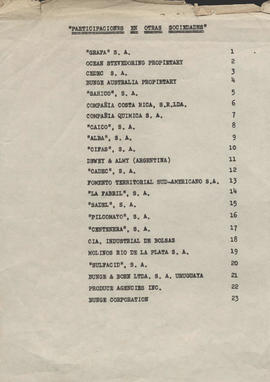 "PARTICIPACIONES EN OTRAS SOCIEDADES"
"GRAFA" S. A. 1
OCEAN STEVEDORING PROPIETARY 2
CEDEC S. A. 3
BUNGE AUSTRALIA PROPIETARY 4
"SAHICO" S. A. 5
COMPAÑIA COSTA RICA, S.R.LDA. 6
COMPAÑIA QUIMICA S. A. 7
"CAICO", S. A. 8
"ALBA", S. A. 9
"CIFAS", S. A. 10
DEWEY & ALMY (ARGENTINA) 11
"CADEC", S. A. 12
FOMENTO TERRITORIAL SUD-AMERICANO S.A. 13
"LA FABRIL", S. A. 14
"SADEL", S. A. 15
"PILCOMAYO", S. A. 16
"CENTENERA", S. A. 17
CIA. INDUSTRIAL DE BOLSAS 18
MOLINOS RIO DE LA PLATA S. A. 19
"SULFACID", S. A. 20
BUNGE & BORN LTDA. S. A. URUGUAYA 21
PRODUCE AGENCIES INC. 22
BUNGE CORPORATION 23